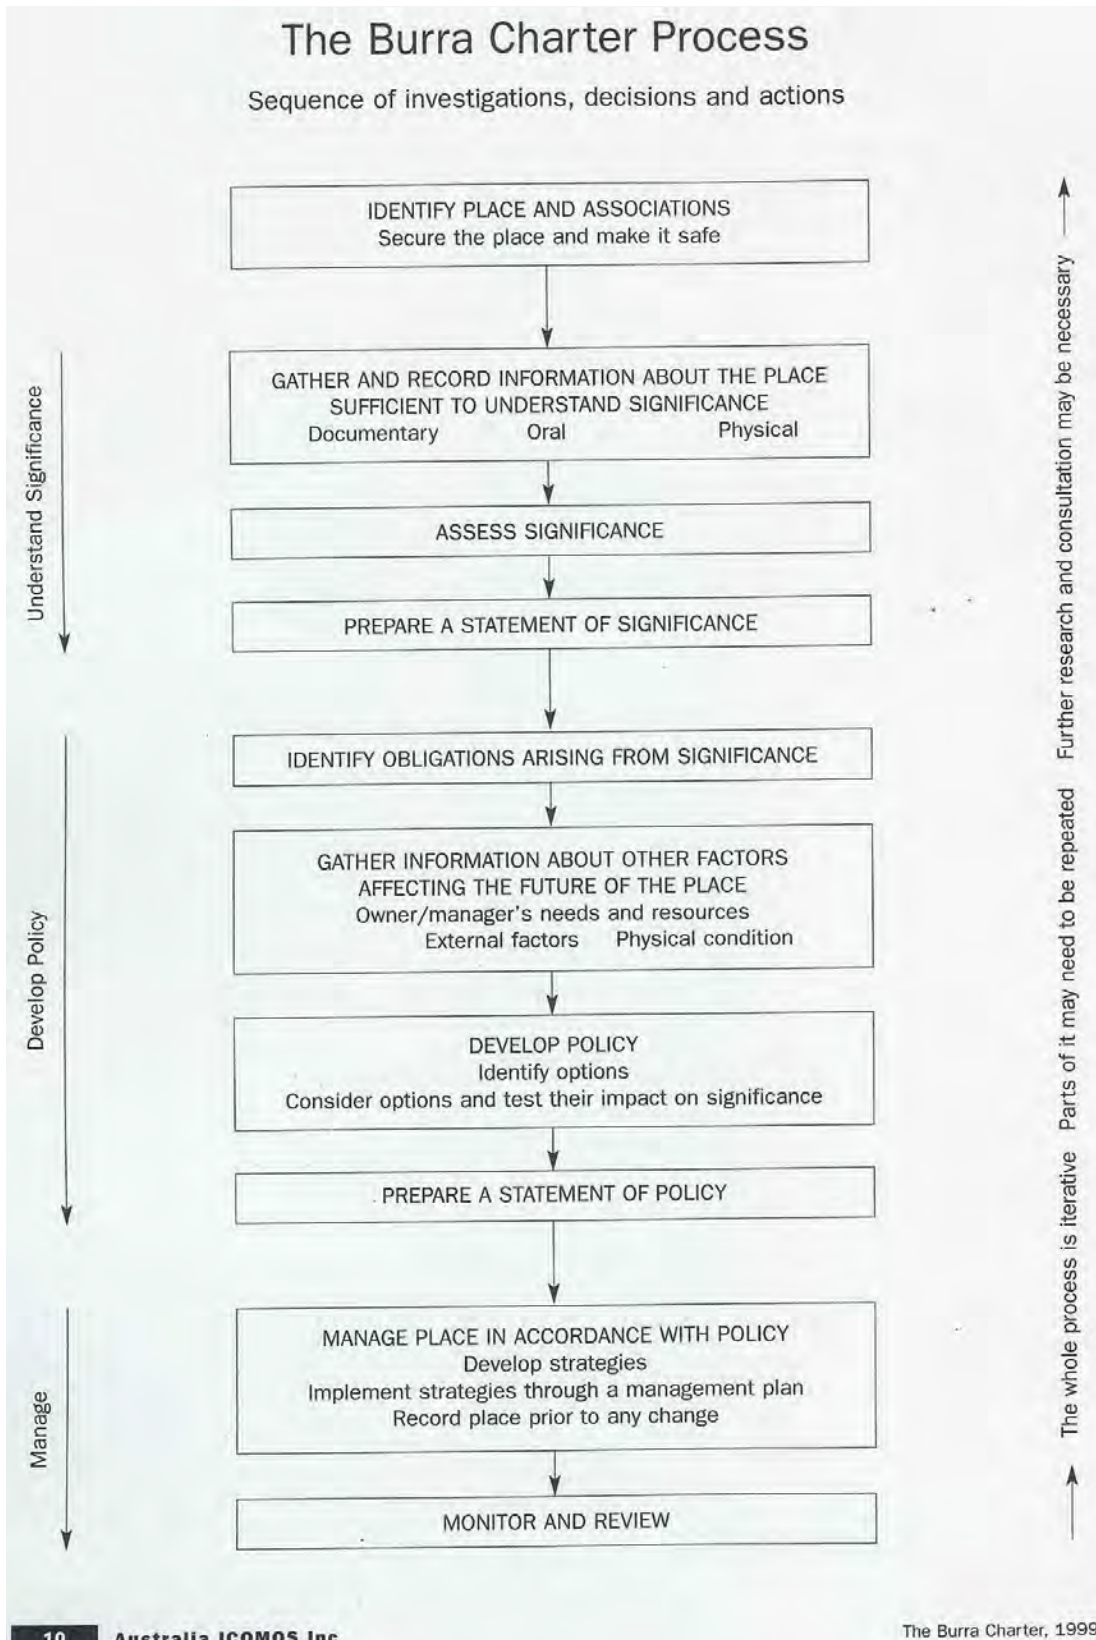 The Burra Charter Process
Sequence of investigations, decisions and actions
IDENTIFY PLACE AND ASSOCIATIONS
Secure the place and make it safe
GATHER AND RECORD INFORMATION ABOUT THE PLACE
SUFFICIENT TO UNDERSTAND SIGNIFICANCE
Documentary Oral Physical
ASSESS SIGNIFICANCE
PREPARE A STATEMENT OF SIGNIFICANCE
Understand Significance
IDENTIFY OBLIGATIONS ARISING FROM SIGNIFICANCE
GATHER INFORMATION ABOUT OTHER FACTORS
AFFECTING THE FUTURE OF THE PLACE
Owner/manager's needs and resources
External factors Physical condition
DEVELOP POLICY
Identify options
Consider options and test their impact on significance
PREPARE A STATEMENT OF POLICY
Develop Policy
MANAGE PLACE IN ACCORDANCE WITH POLICY
Develop strategies
Implement strategies through a management plan
Record place prior to any change
MONITOR AND REVIEW
Manage
The whole process is iterative Parts of it may need to be repeated Further research and consultation may be necessary
10 Australia ICOMOS Inc
The Burra Charter, 1999